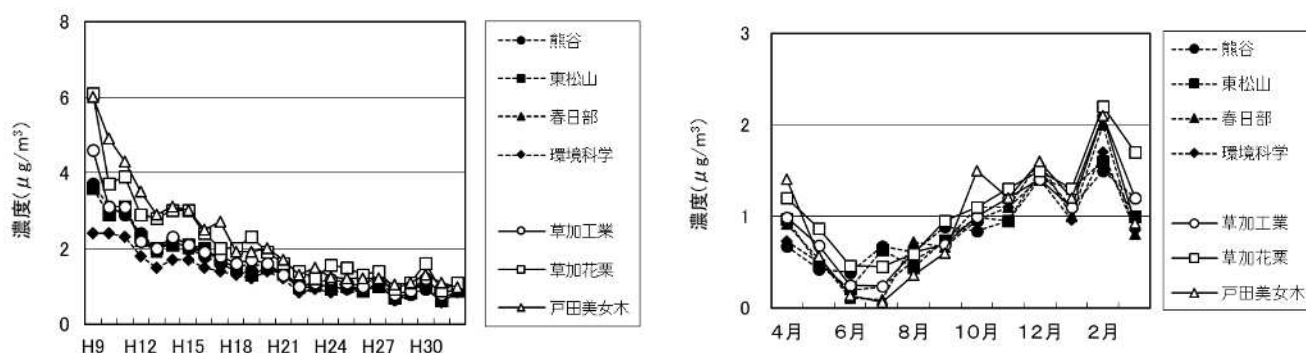 濃度(μg/m³)
8
6
4
2
0
H9 H12 H15 H18 H21 H24 H27 H30
熊谷
東松山
春日部
環境科学
草加工業
草加花栗
戸田美女木
濃度(μg/m³)
3
2
1
0
4月 6月 8月 10月 12月 2月
熊谷
東松山
春日部
環境科学
草加工業
草加花栗
戸田美女木